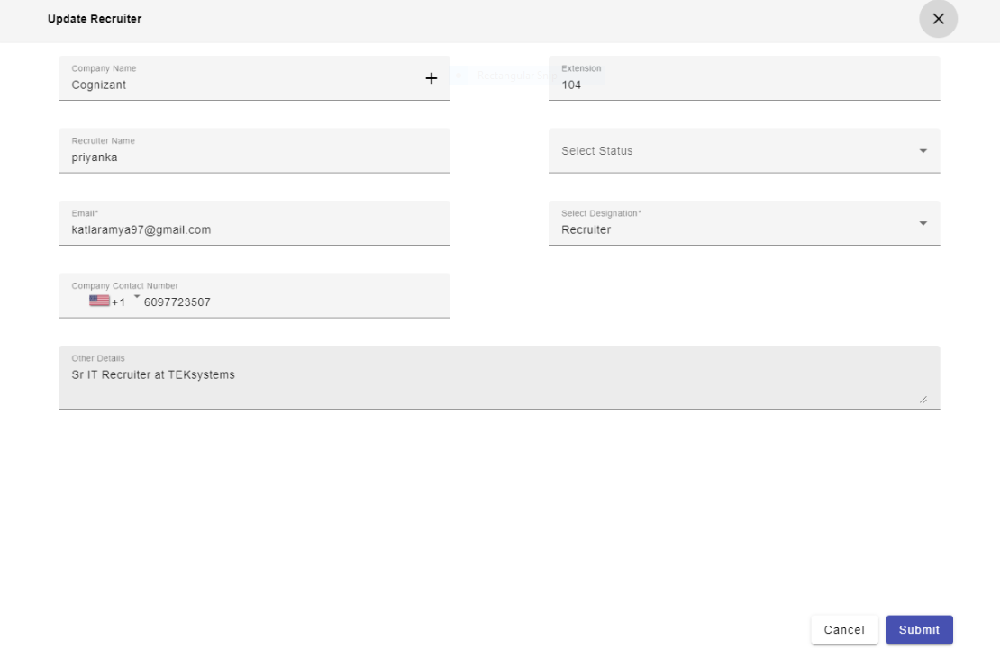 Update Recruiter
Company Name
Cognizant
+
Rectangular Snip
Extension
104
Recruiter Name
priyanka
Select Status
Email*
katlaramya97@gmail.com
Select Designation*
Recruiter
Company Contact Number
+1 6097723507
Other Details
Sr IT Recruiter at TEKsystems
Cancel
Submit